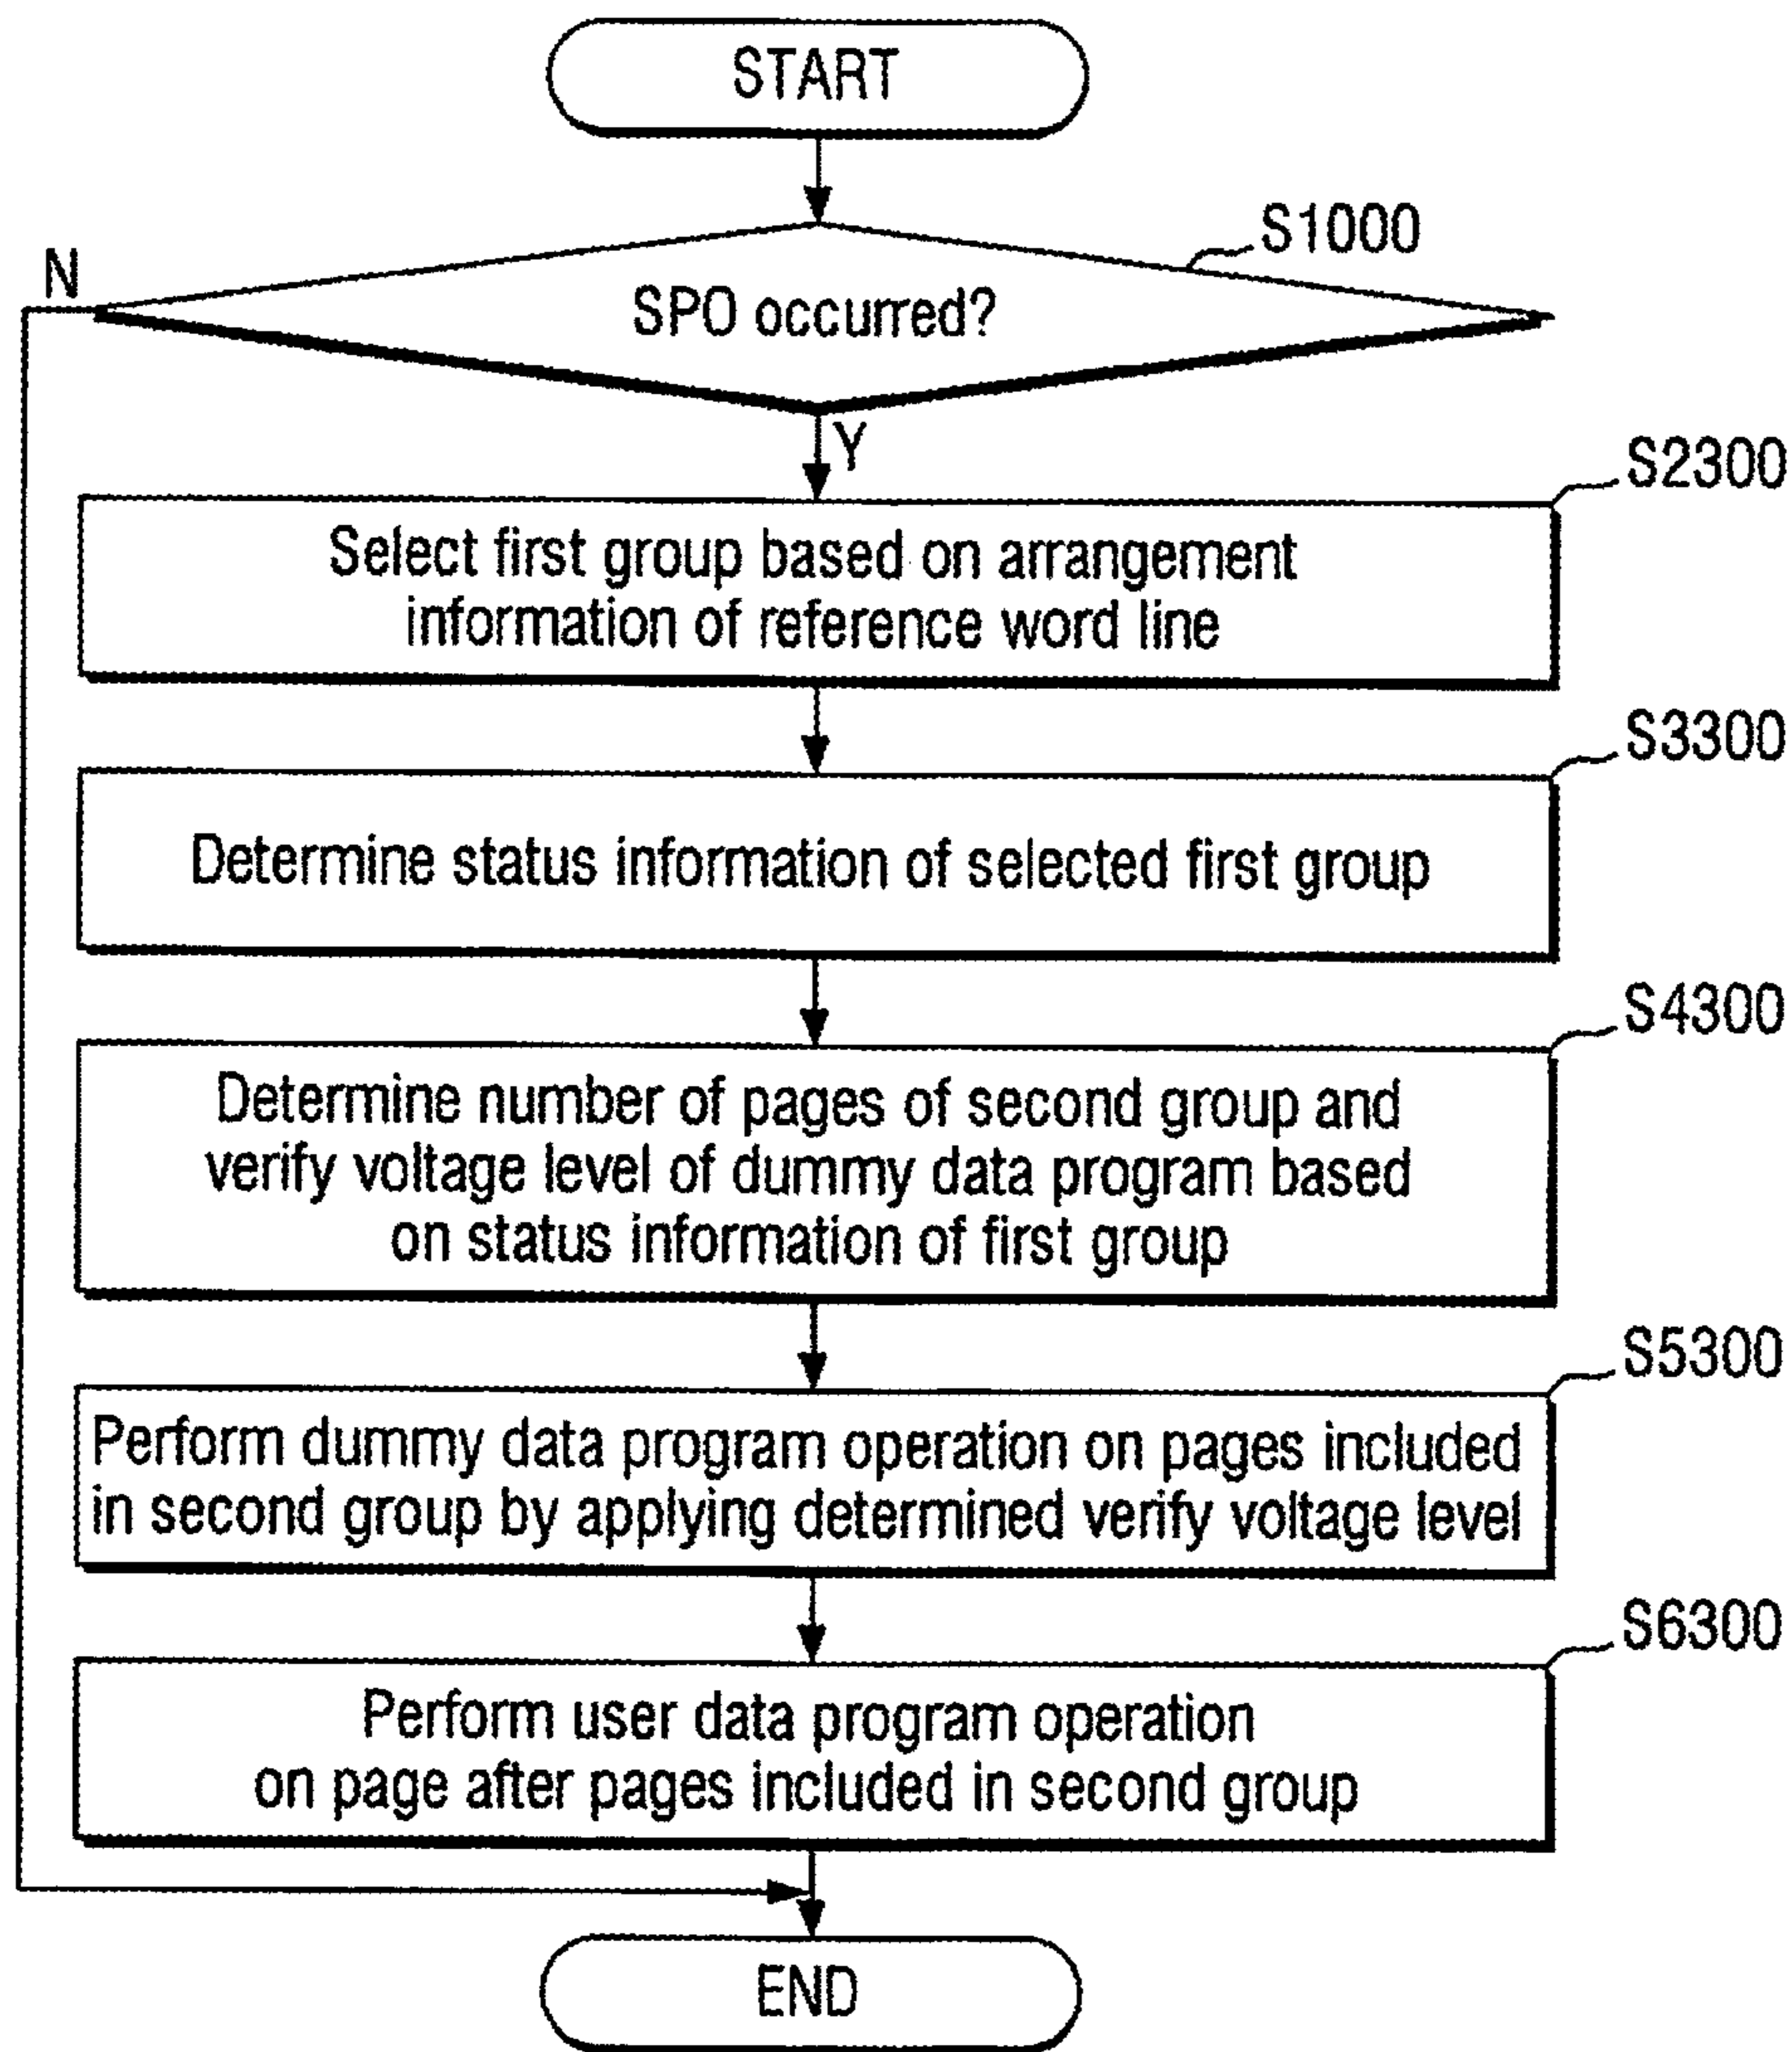 START
S1000
N
SPO occurred?
Y
S2300
Select first group based on arrangement
information of reference word line
S3300
Determine status information of selected first group
S4300
Determine number of pages of second group and
verify voltage level of dummy data program based
on status information of first group
S5300
Perform dummy data program operation on pages included
in second group by applying determined verify voltage level
S6300
Perform user data program operation
on page after pages included in second group
END